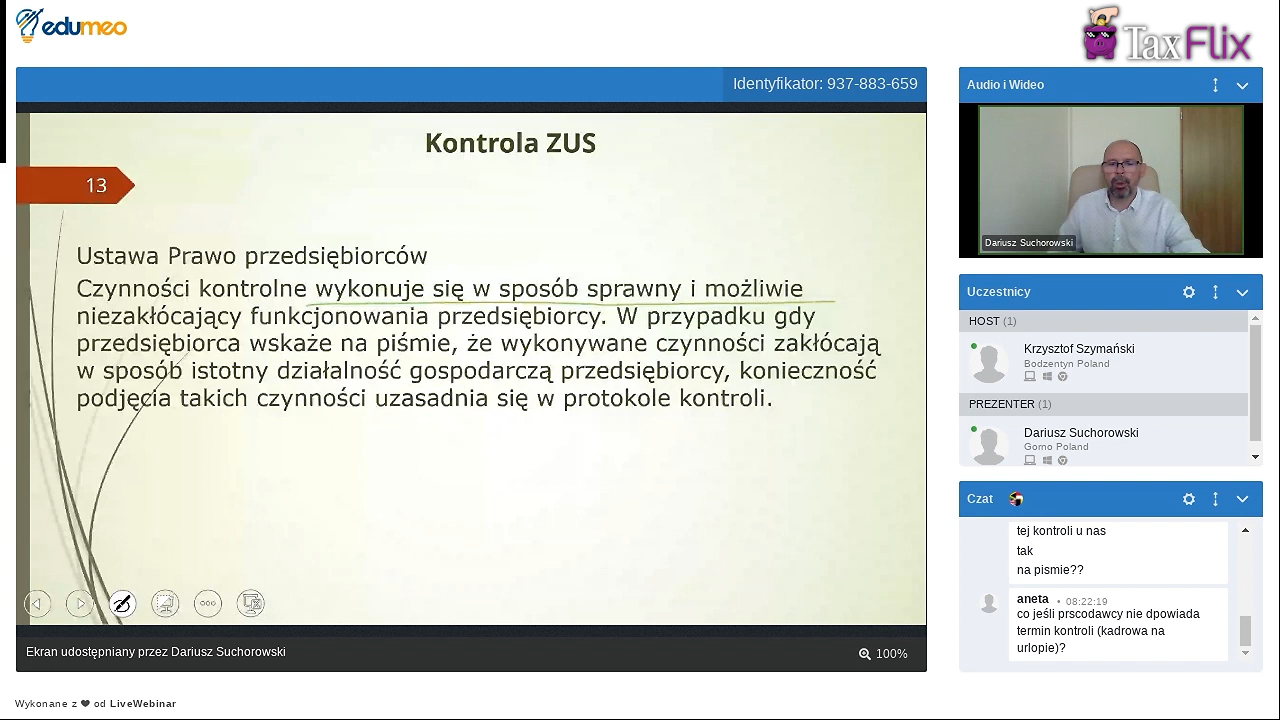 edumeo
TaxFlix
Identyfikator: 937-883-659
Kontrola ZUS
13
Ustawa Prawo przedsiębiorców
Czynności kontrolne wykonuje się w sposób sprawny i możliwie
niezakłócający funkcjonowania przedsiębiorcy. W przypadku gdy
przedsiębiorca wskaże na piśmie, że wykonywane czynności zakłócają
w sposób istotny działalność gospodarczą przedsiębiorcy, konieczność
podjęcia takich czynności uzasadnia się w protokole kontroli.
Ekran udostępniany przez Dariusz Suchorowski
100%
Wykonane z ❤ od LiveWebinar
Audio i Wideo
Dariusz Suchorowski
Uczestnicy
HOST (1)
Krzysztof Szymański
Bodzentyn Poland
PREZENTER (1)
Dariusz Suchorowski
Gorno Poland
Czat
tej kontroli u nas
tak
na pismie??
aneta • 08:22:19
co jeśli prscodawcy nie dpowiada
termin kontroli (kadrowa na
urlopie)?